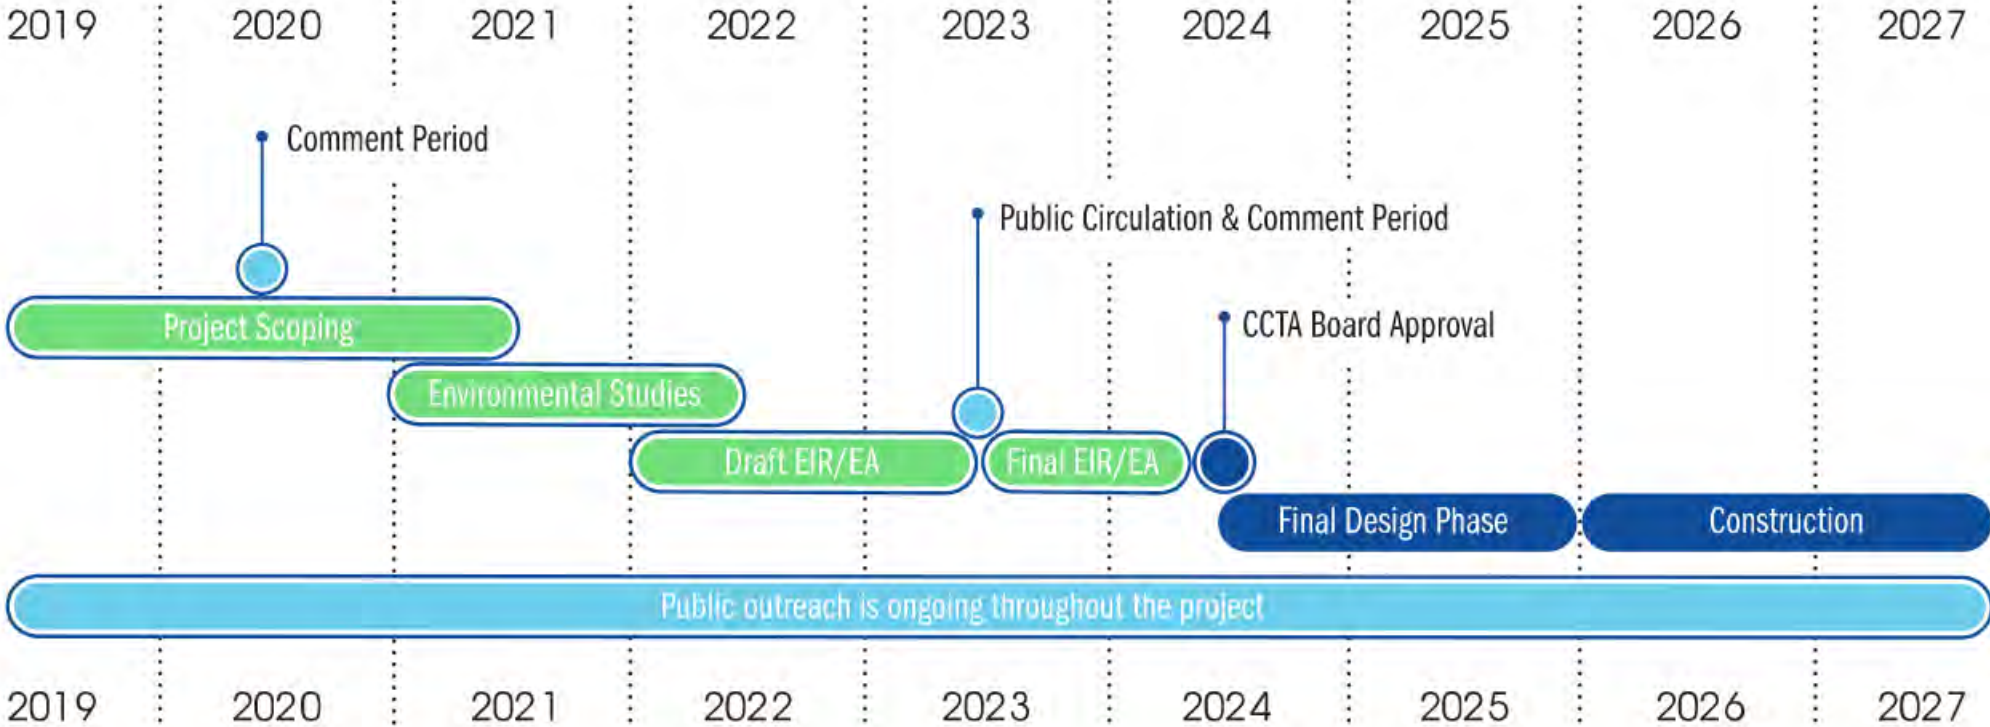 2019 2020 2021 2022 2023 2024 2025 2026 2027
Comment Period
Public Circulation & Comment Period
Project Scoping
CCTA Board Approval
Environmental Studies
Draft EIR/EA
Final EIR/EA
Final Design Phase
Construction
Public outreach is ongoing throughout the project
2019 2020 2021 2022 2023 2024 2025 2026 2027